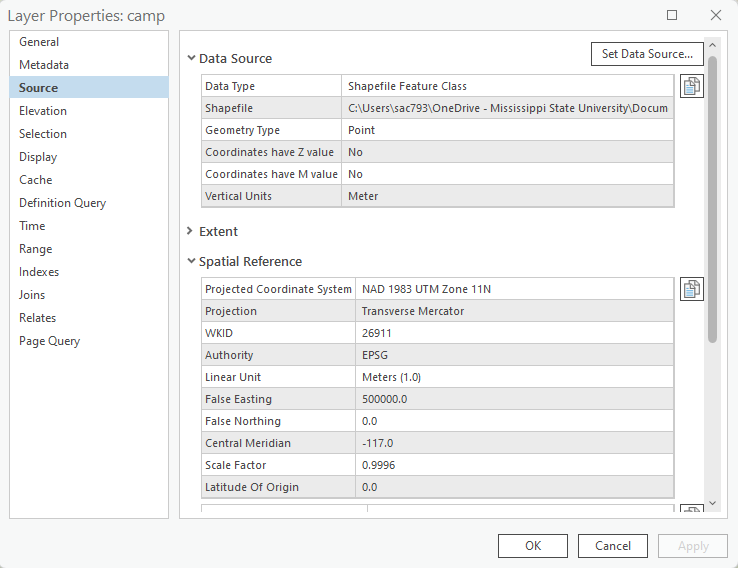 Layer Properties: camp
General
Metadata
Source
Elevation
Selection
Display
Cache
Definition Query
Time
Range
Indexes
Joins
Relates
Page Query
Data Source
Set Data Source...
Data Type Shapefile Feature Class
Shapefile C:\Users\sac793\OneDrive - Mississippi State University\Docum
Geometry Type Point
Coordinates have Z value No
Coordinates have M value No
Vertical Units Meter
Extent
Spatial Reference
Projected Coordinate System NAD 1983 UTM Zone 11N
Projection Transverse Mercator
WKID 26911
Authority EPSG
Linear Unit Meters (1.0)
False Easting 500000.0
False Northing 0.0
Central Meridian -117.0
Scale Factor 0.9996
Latitude Of Origin 0.0
OK Cancel Apply